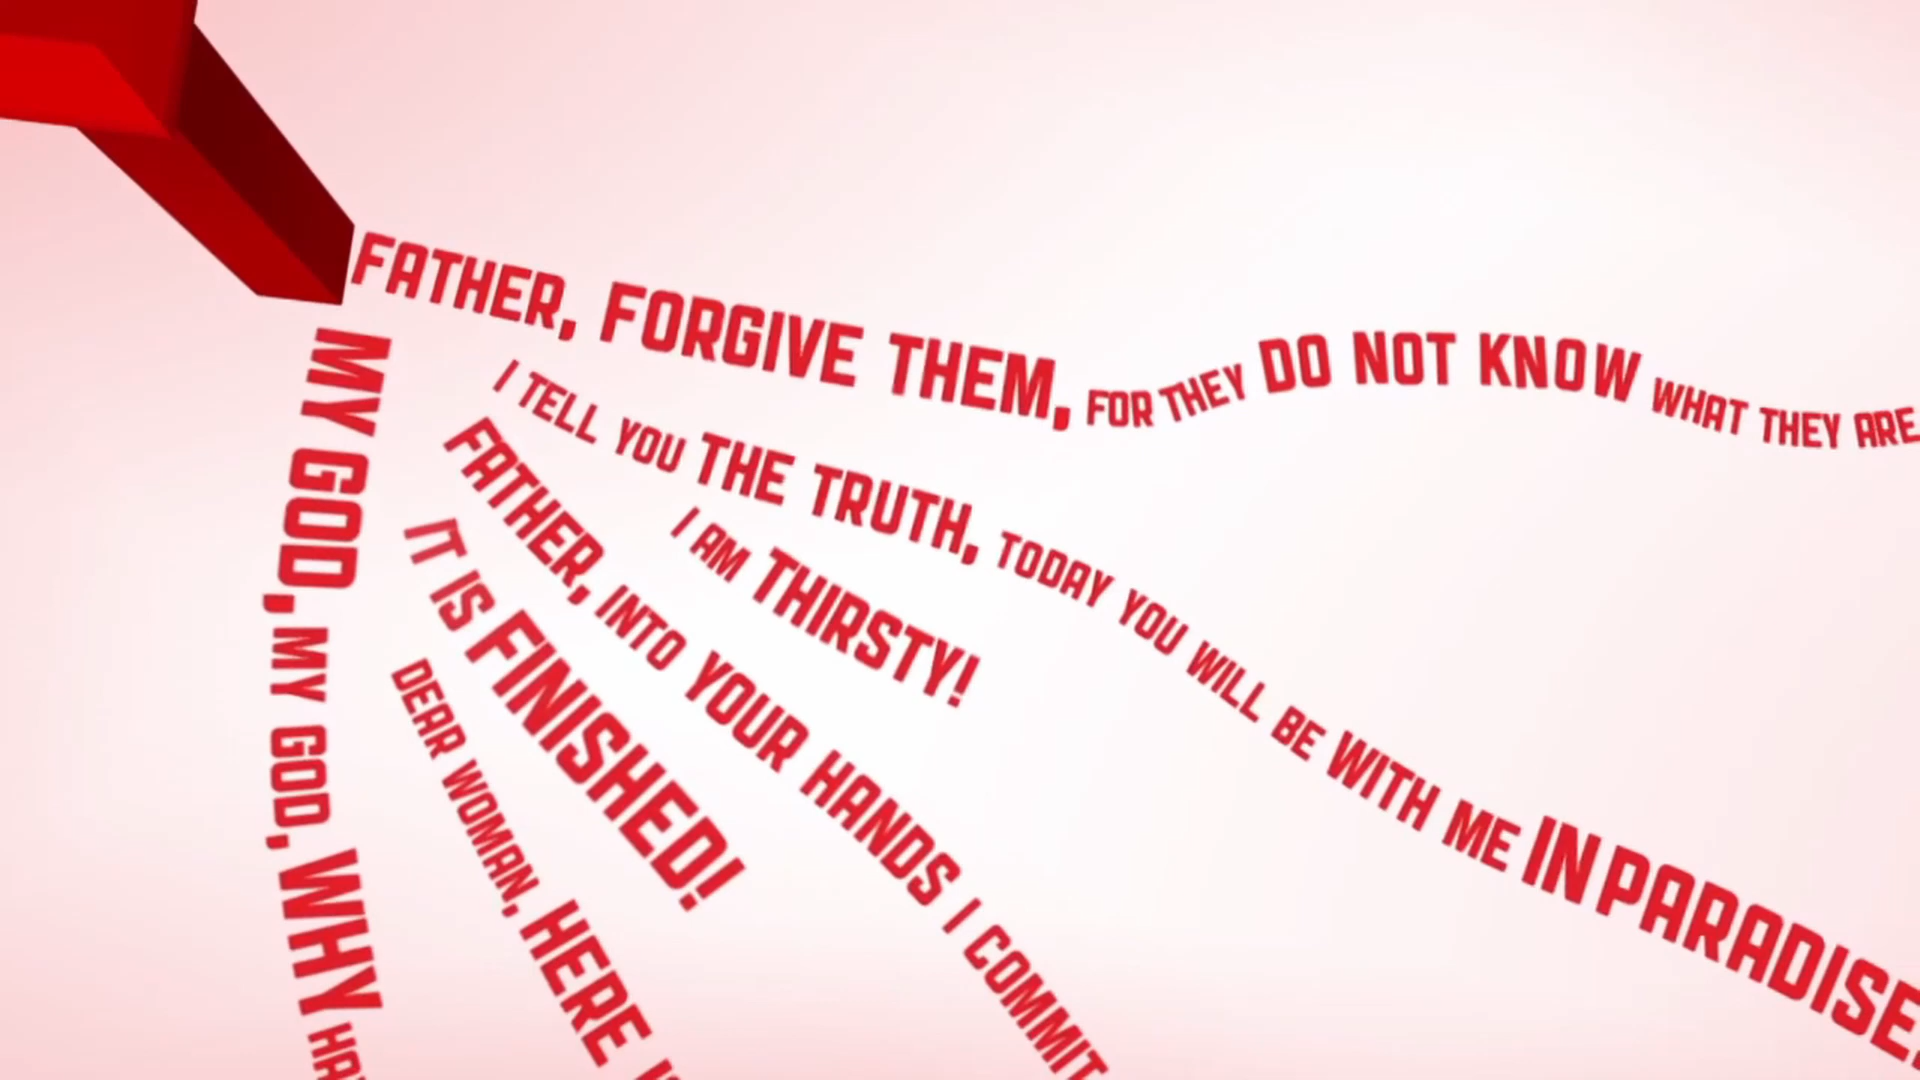 FATHER, FORGIVE THEM, FOR THEY DO NOT KNOW WHAT THEY ARE
I TELL YOU THE TRUTH, TODAY YOU WILL BE WITH ME IN PARADISE.
I AM THIRSTY!
FATHER, INTO YOUR HANDS I COMMIT
IT IS FINISHED!
DEAR WOMAN, HERE
MY GOD, MY GOD, WHY